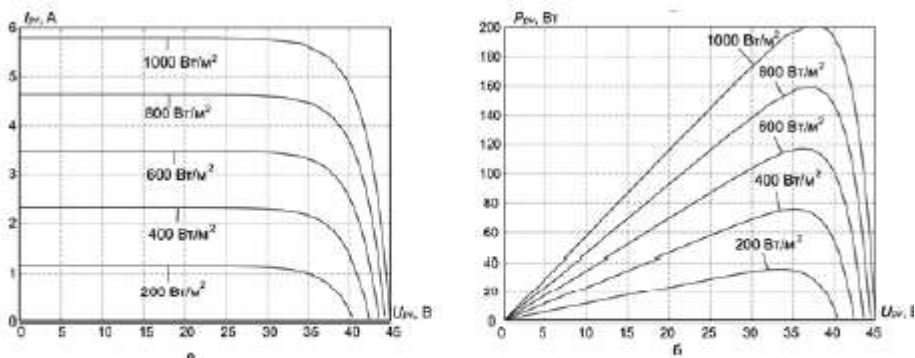 I_pv, А
6
5
4
3
2
1
0
1000 Вт/м²
800 Вт/м²
600 Вт/м²
400 Вт/м²
200 Вт/м²
U_pv, В
0 5 10 15 20 25 30 35 40 45
P_pv, Вт
200
180
160
140
120
100
80
60
40
20
0
1000 Вт/м²
800 Вт/м²
600 Вт/м²
400 Вт/м²
200 Вт/м²
U_pv, В
0 5 10 15 20 25 30 35 40 45
б